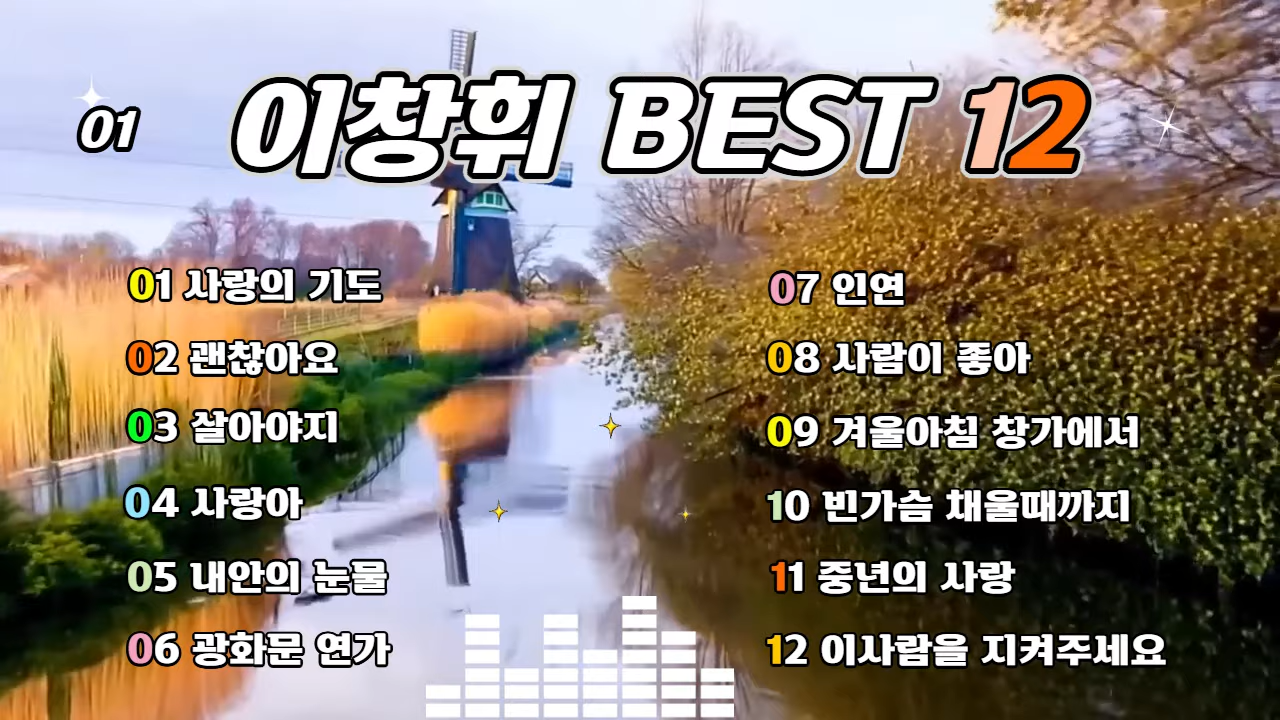 01
이창휘 BEST 12
01 사랑의 기도
02 괜찮아요
03 살아야지
04 사랑아
05 내안의 눈물
06 광화문 연가
07 인연
08 사람이 좋아
09 겨울아침 창가에서
10 빈가슴 채울때까지
11 중년의 사랑
12 이사람을 지켜주세요